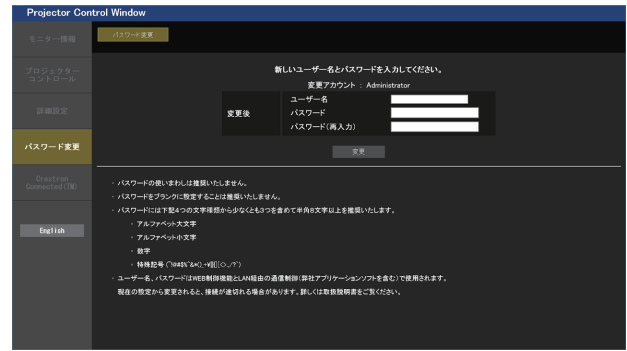 Projector Control Window
モニター情報
パスワード変更
プロジェクター
コントロール
詳細設定
パスワード変更
Crestron
Connected(TM)
English
新しいユーザー名とパスワードを入力してください。
変更アカウント : Administrator
変更後
ユーザー名
パスワード
パスワード(再入力)
変更
・ パスワードの使いまわしは推奨いたしません。
・ パスワードをブランクに設定することは推奨いたしません。
・ パスワードには下記4つの文字種類から少なくとも3つを含めて半角8文字以上を推奨いたします。
・ アルファベット大文字
・ アルファベット小文字
・ 数字
・ 特殊記号
・ ユーザー名、パスワードはWEB制御機能とLAN経由の通信制御(弊社アプリケーションソフトを含む)で使用されます。
現在の設定から変更されると、接続が途切れる場合があります。詳しくは取扱説明書をご覧ください。